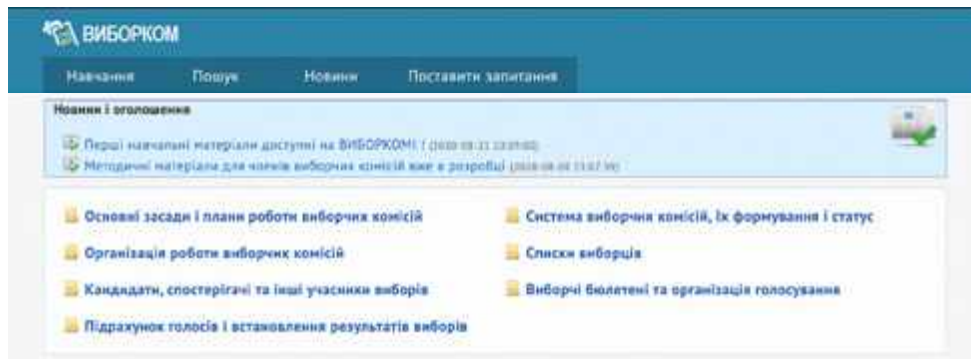 ВИБОРКОМ
Навчання Пошук Новини Поставити запитання
Новини і оголошення
Перші навчальні матеріали доступні на ВИБОРКОМі !
Методичні матеріали для членів виборчих комісій вже в розробці
Основні засади і плани роботи виборчих комісій
Система виборчих комісій, їх формування і статус
Організація роботи виборчих комісій
Списки виборців
Кандидати, спостерігачі та інші учасники виборів
Виборчі бюлетені та організація голосування
Підрахунок голосів і встановлення результатів виборів